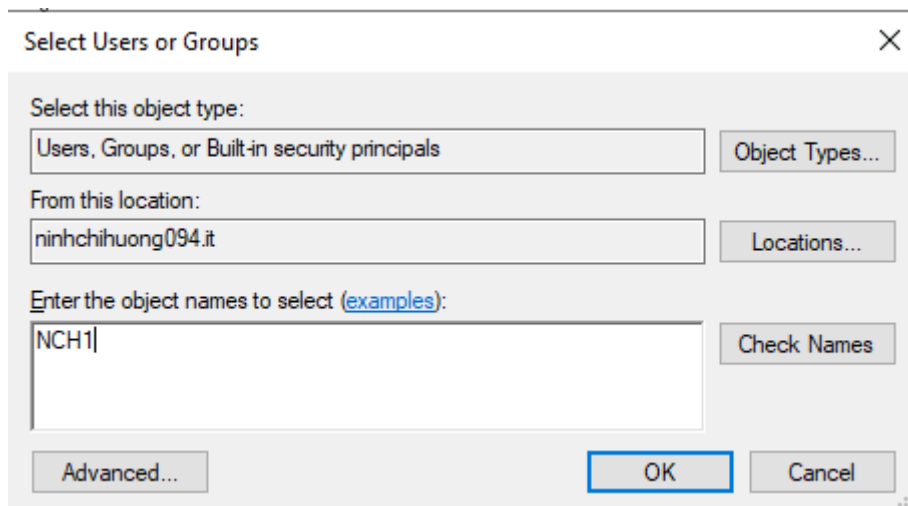 Select Users or Groups
Select this object type:
Users, Groups, or Built-in security principals
Object Types...
From this location:
ninhchihuong094.it
Locations...
Enter the object names to select (examples):
NCH1
Check Names
Advanced...
OK
Cancel